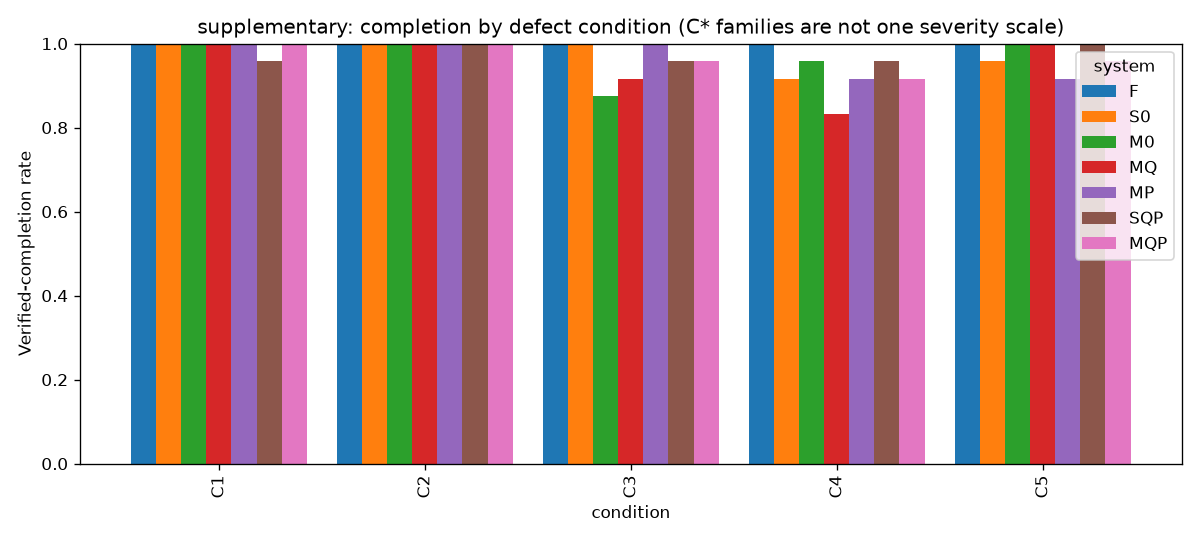 supplementary: completion by defect condition (C* families are not one severity scale)
Verified-completion rate
1.0
0.8
0.6
0.4
0.2
0.0
system
F
S0
M0
MQ
MP
SQP
MQP
C1
C2
C3
C4
C5
condition